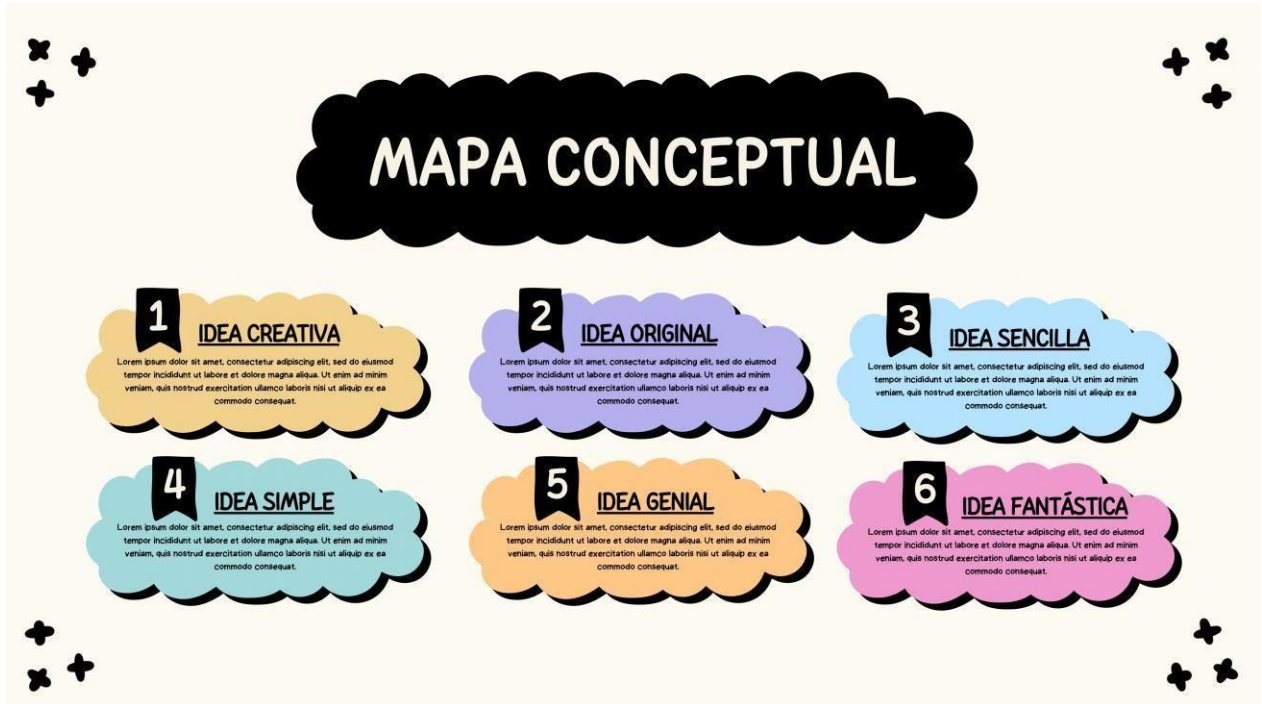 MAPA CONCEPTUAL
1
IDEA CREATIVA
Lorem ipsum dolor sit amet, consectetur adipiscing elit, sed do eiusmod
tempor incididunt ut labore et dolore magna aliqua. Ut enim ad minim
veniam, quis nostrud exercitation ullamco laboris nisi ut aliquip ex ea
commodo consequat.
2
IDEA ORIGINAL
Lorem ipsum dolor sit amet, consectetur adipiscing elit, sed do eiusmod
tempor incididunt ut labore et dolore magna aliqua. Ut enim ad minim
veniam, quis nostrud exercitation ullamco laboris nisi ut aliquip ex ea
commodo consequat.
3
IDEA SENCILLA
Lorem ipsum dolor sit amet, consectetur adipiscing elit, sed do eiusmod
tempor incididunt ut labore et dolore magna aliqua. Ut enim ad minim
veniam, quis nostrud exercitation ullamco laboris nisi ut aliquip ex ea
commodo consequat.
4
IDEA SIMPLE
Lorem ipsum dolor sit amet, consectetur adipiscing elit, sed do eiusmod
tempor incididunt ut labore et dolore magna aliqua. Ut enim ad minim
veniam, quis nostrud exercitation ullamco laboris nisi ut aliquip ex ea
commodo consequat.
5
IDEA GENIAL
Lorem ipsum dolor sit amet, consectetur adipiscing elit, sed do eiusmod
tempor incididunt ut labore et dolore magna aliqua. Ut enim ad minim
veniam, quis nostrud exercitation ullamco laboris nisi ut aliquip ex ea
commodo consequat.
6
IDEA FANTÁSTICA
Lorem ipsum dolor sit amet, consectetur adipiscing elit, sed do eiusmod
tempor incididunt ut labore et dolore magna aliqua. Ut enim ad minim
veniam, quis nostrud exercitation ullamco laboris nisi ut aliquip ex ea
commodo consequat.